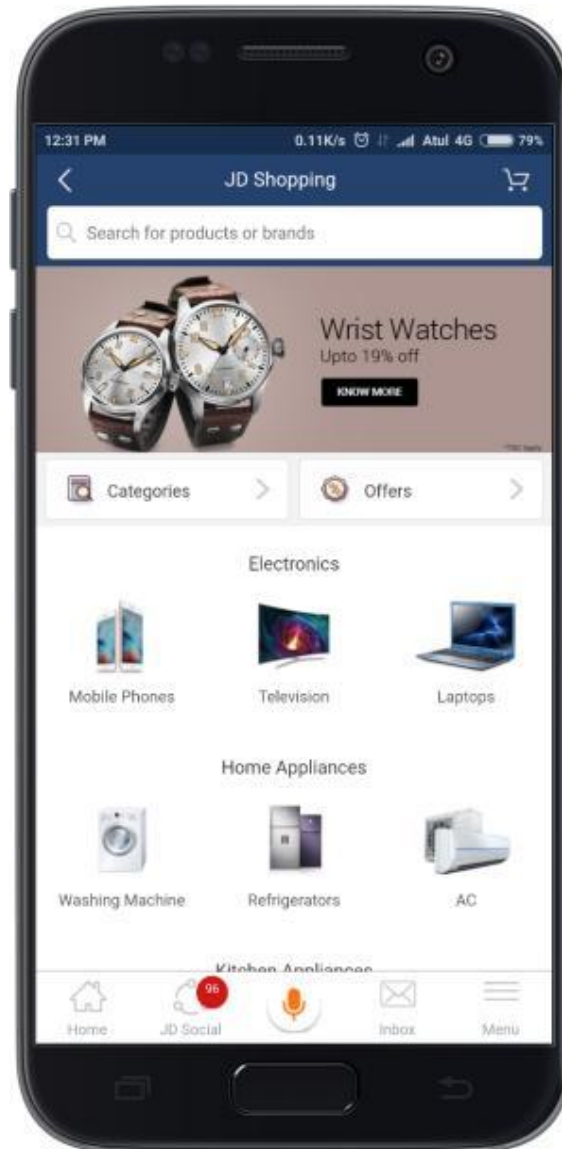 12:31 PM 0.11K/s Atul 4G 79%
JD Shopping
Search for products or brands
Wrist Watches
Upto 19% off
KNOW MORE
Categories Offers
Electronics
Mobile Phones Television Laptops
Home Appliances
Washing Machine Refrigerators AC
Kitchen Appliances
96
Home JD Social Inbox Menu